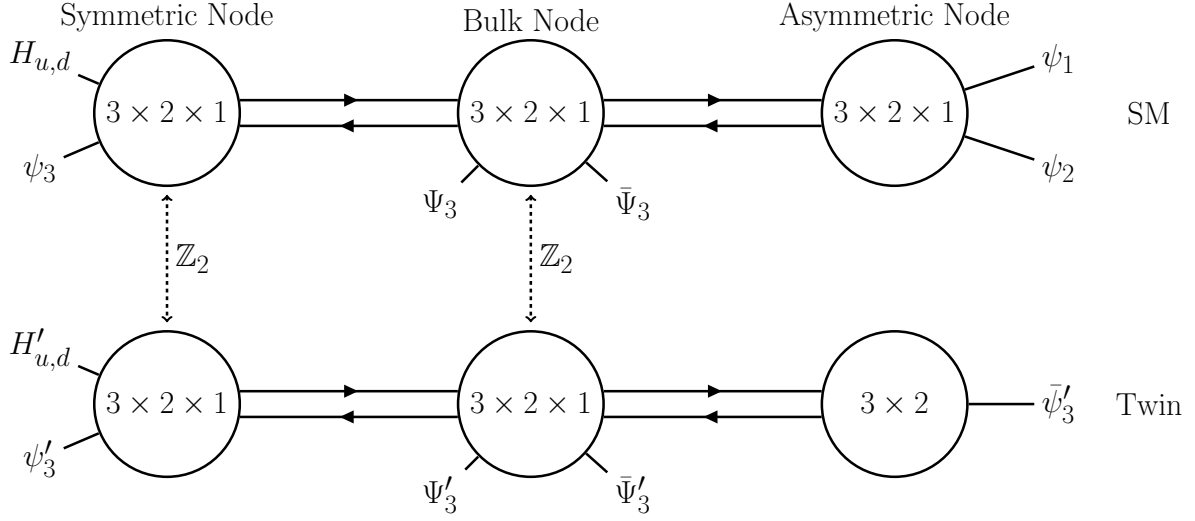 Symmetric Node
Bulk Node
Asymmetric Node
H_{u,d}
ψ_3
3 × 2 × 1
3 × 2 × 1
3 × 2 × 1
Ψ_3
Ψ̄_3
ψ_1
ψ_2
SM
ℤ_2
ℤ_2
H′_{u,d}
ψ′_3
3 × 2 × 1
3 × 2 × 1
3 × 2
Ψ′_3
Ψ̄′_3
ψ̄′_3
Twin